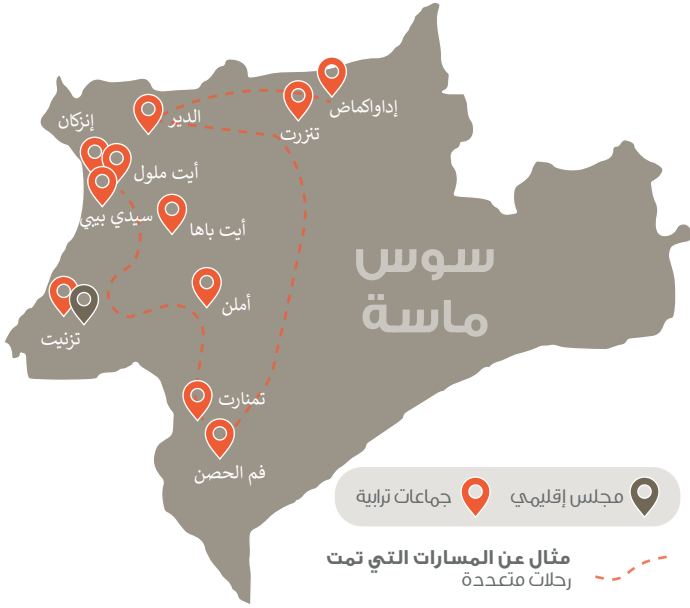 إداواكماض
تنزرت
الدير
إنزكان
أيت ملول
سيدي بيبي
أيت باها
سوس
ماسة
أملن
تزنيت
تمنارت
فم الحصن
مجلس إقليمي
جماعات ترابية
مثال عن المسارات التي تمت
رحلات متعددة